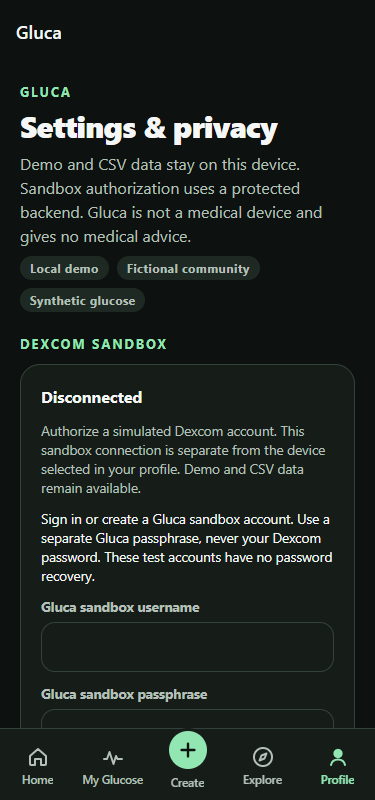 Gluca
GLUCA
Settings & privacy
Demo and CSV data stay on this device.
Sandbox authorization uses a protected
backend. Gluca is not a medical device and
gives no medical advice.
Local demo
Fictional community
Synthetic glucose
DEXCOM SANDBOX
Disconnected
Authorize a simulated Dexcom account. This
sandbox connection is separate from the device
selected in your profile. Demo and CSV data
remain available.
Sign in or create a Gluca sandbox account. Use a
separate Gluca passphrase, never your Dexcom
password. These test accounts have no password
recovery.
Gluca sandbox username
Gluca sandbox passphrase
Home
My Glucose
Create
Explore
Profile